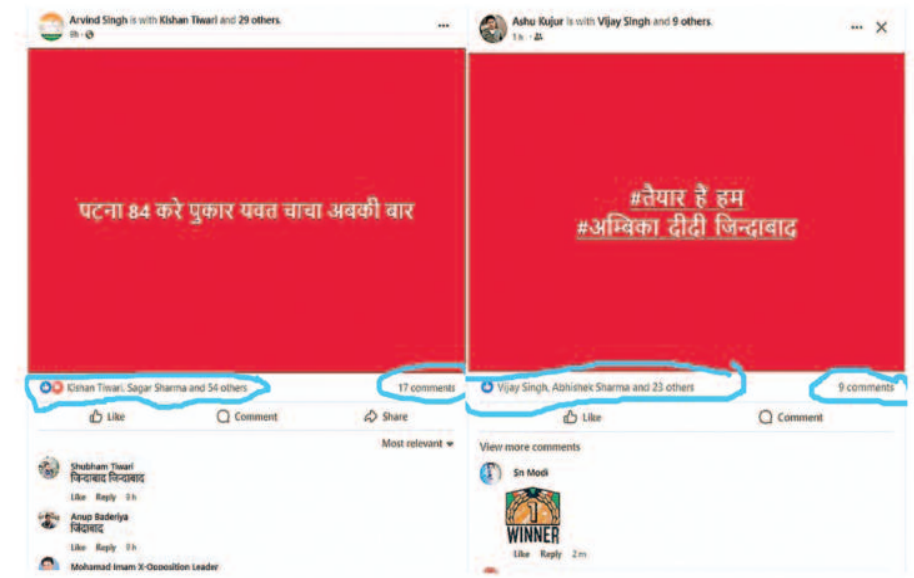 Arvind Singh is with Kishan Tiwari and 29 others.
पटना 84 करे पुकार यवत चाचा अबकी बार
Kishan Tiwari, Sagar Sharma and 54 others
17 comments
Like
Comment
Share
Most relevant
Shubham Tiwari
जिन्दाबाद जिन्दाबाद
Like Reply
Anup Baderiya
जिंदाबाद
Like Reply
Mohamad Imam X-Opposition Leader
Ashu Kujur is with Vijay Singh and 9 others.
1h
#तैयार हैं हम
#अम्बिका दीदी जिन्दाबाद
Vijay Singh, Abhishek Sharma and 23 others
9 comments
Like
Comment
View more comments
Sn Modi
1
WINNER
Like Reply 2m